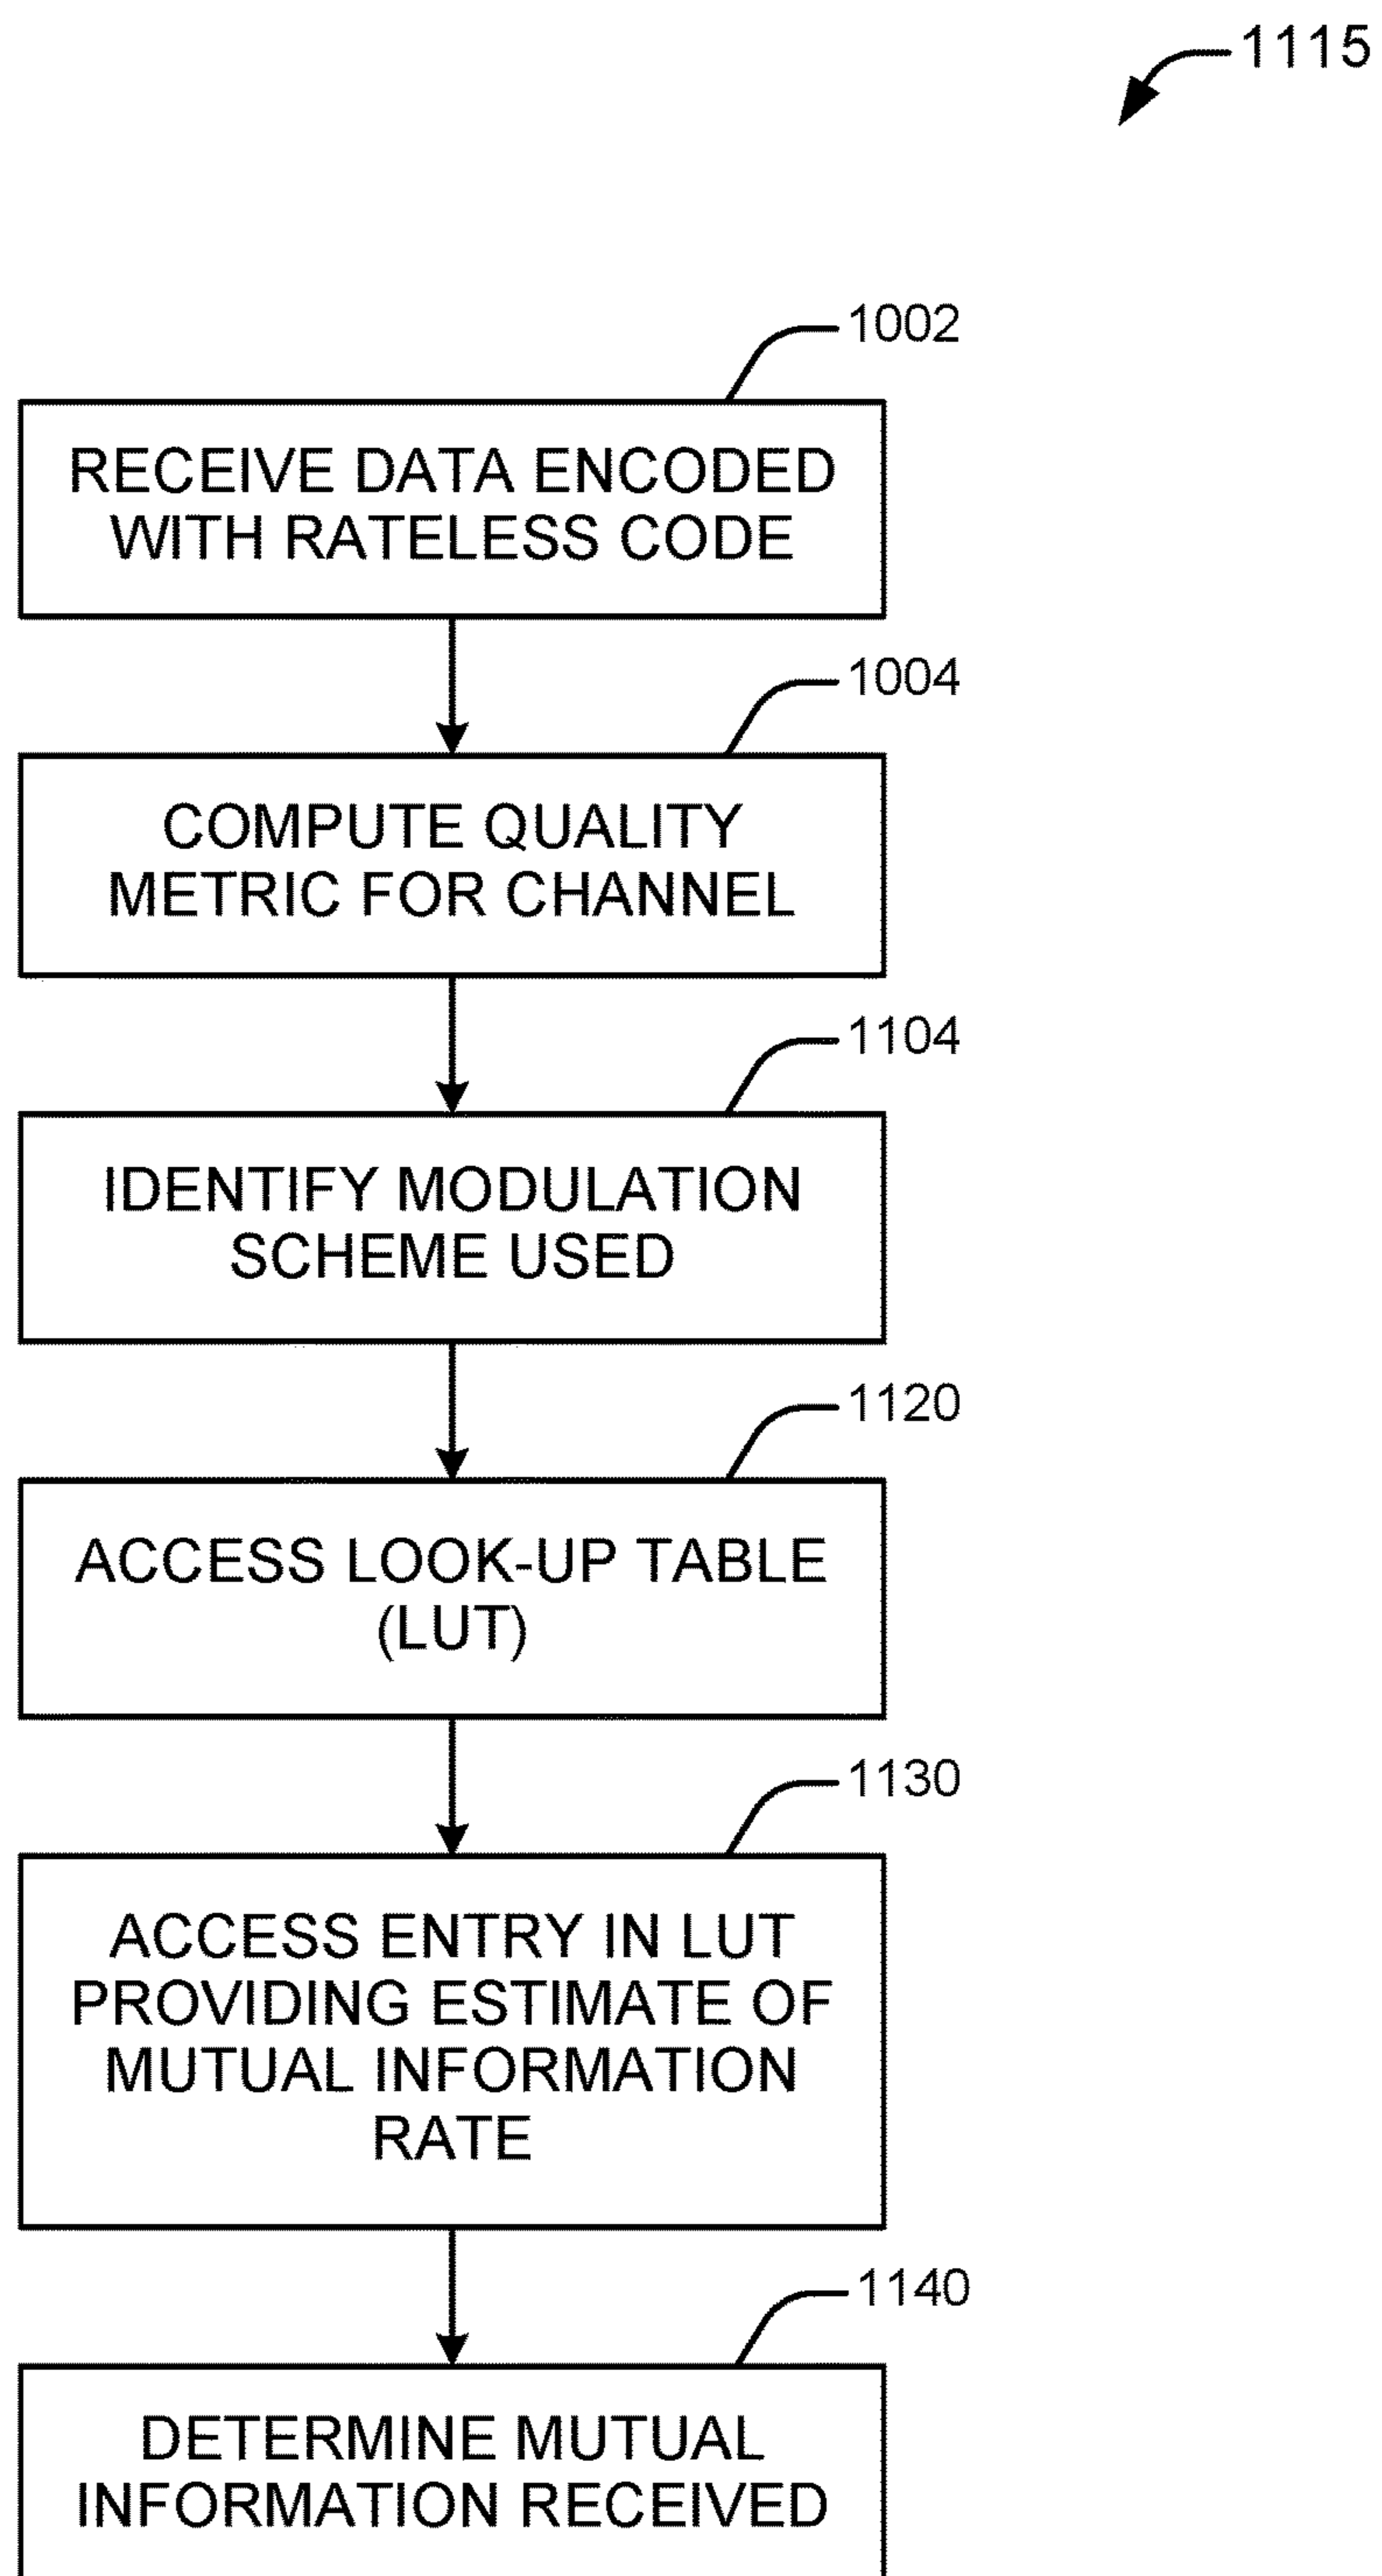 1115
1002
RECEIVE DATA ENCODED
WITH RATELESS CODE
1004
COMPUTE QUALITY
METRIC FOR CHANNEL
1104
IDENTIFY MODULATION
SCHEME USED
1120
ACCESS LOOK-UP TABLE
(LUT)
1130
ACCESS ENTRY IN LUT
PROVIDING ESTIMATE OF
MUTUAL INFORMATION
RATE
1140
DETERMINE MUTUAL
INFORMATION RECEIVED